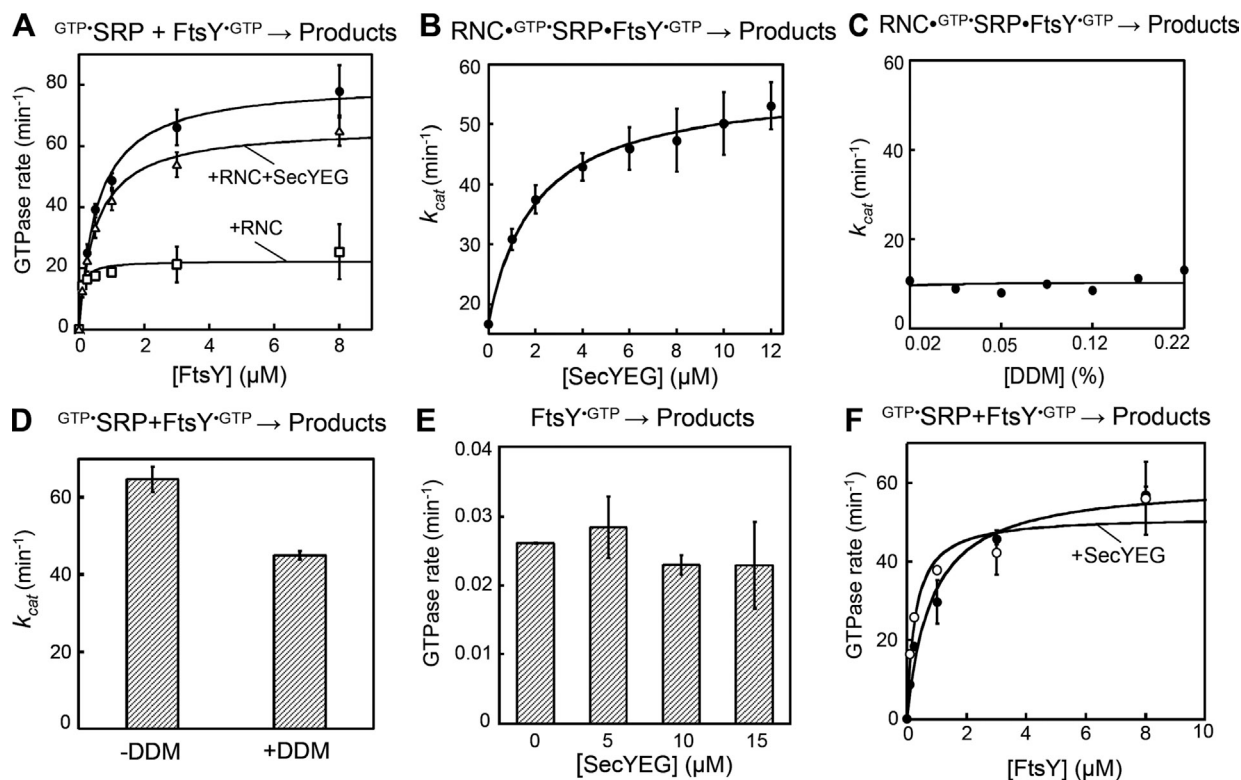 A
GTP•SRP + FtsY•GTP → Products
GTPase rate (min-1)
80
60
40
20
0
+RNC+SecYEG
+RNC
0 2 4 6 8
[FtsY] (µM)
B
RNC•GTP•SRP•FtsY•GTP → Products
kcat (min-1)
60
50
40
30
20
0 2 4 6 8 10 12
[SecYEG] (µM)
C
RNC•GTP•SRP•FtsY•GTP → Products
kcat (min-1)
60
40
20
0
0.02 0.05 0.12 0.22
[DDM] (%)
D
GTP•SRP+FtsY•GTP → Products
kcat (min-1)
60
40
20
0
-DDM +DDM
E
FtsY•GTP → Products
GTPase rate (min-1)
0.04
0.03
0.02
0.01
0
0 5 10 15
[SecYEG] (µM)
F
GTP•SRP+FtsY•GTP → Products
GTPase rate (min-1)
80
60
40
20
0
+SecYEG
0 2 4 6 8 10
[FtsY] (µM)